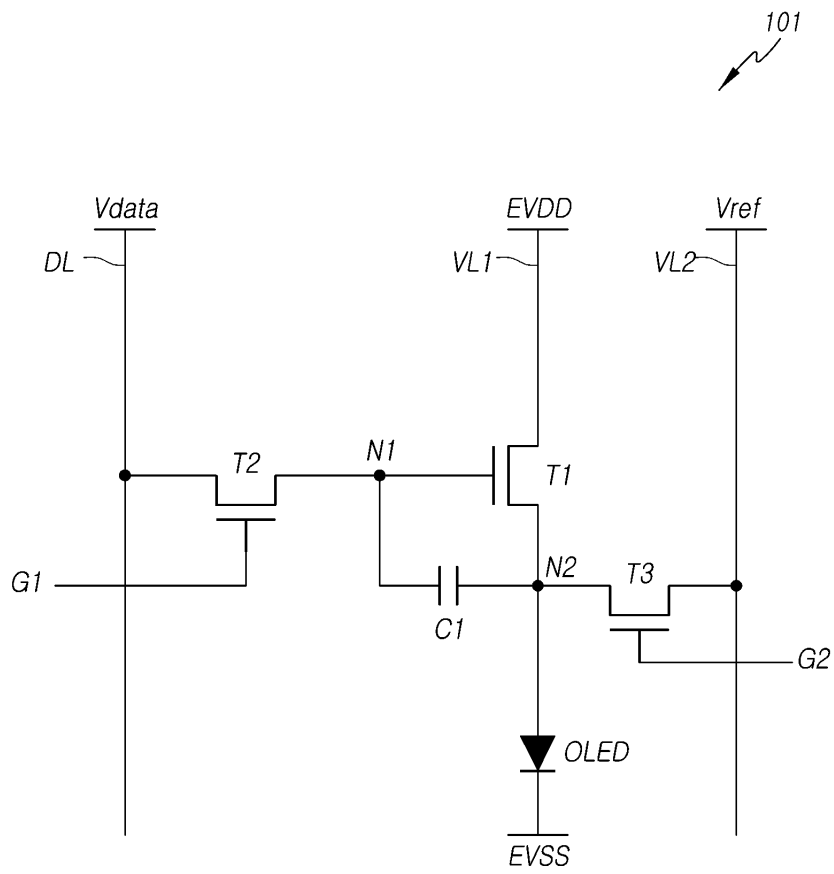 101
Vdata
EVDD
Vref
DL
VL1
VL2
N1
T2
T1
N2
T3
G1
C1
G2
OLED
EVSS